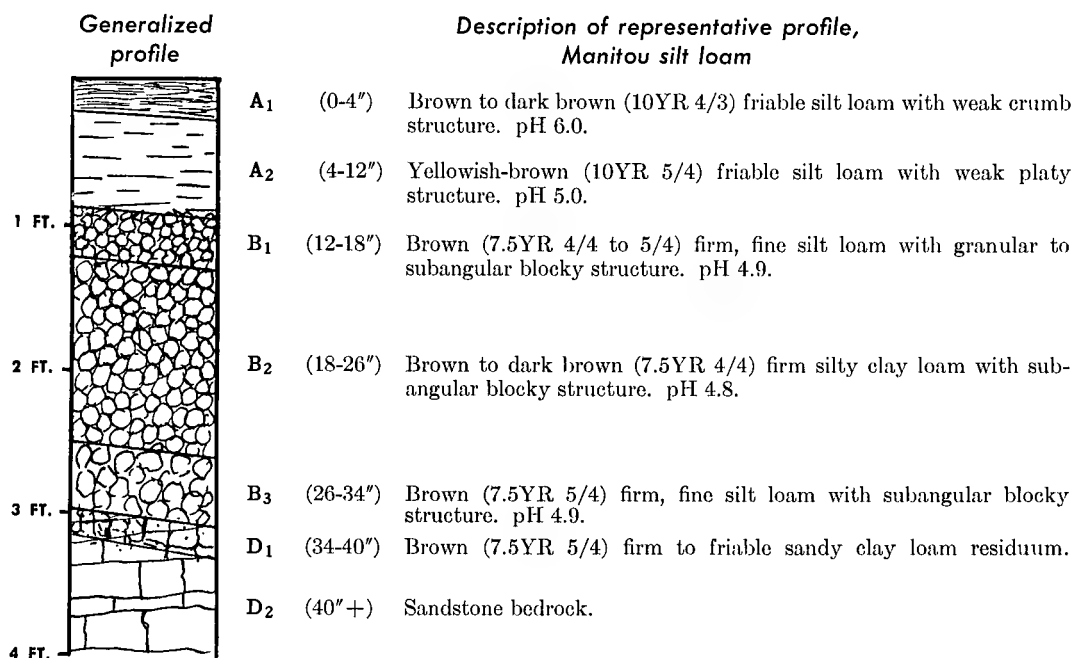 Generalized profile
Description of representative profile, Manitou silt loam
A₁ (0-4″) Brown to dark brown (10YR 4/3) friable silt loam with weak crumb
structure. pH 6.0.
A₂ (4-12″) Yellowish-brown (10YR 5/4) friable silt loam with weak platy
structure. pH 5.0.
1 FT.
B₁ (12-18″) Brown (7.5YR 4/4 to 5/4) firm, fine silt loam with granular to
subangular blocky structure. pH 4.9.
2 FT.
B₂ (18-26″) Brown to dark brown (7.5YR 4/4) firm silty clay loam with sub-
angular blocky structure. pH 4.8.
B₃ (26-34″) Brown (7.5YR 5/4) firm, fine silt loam with subangular blocky
structure. pH 4.9.
3 FT.
D₁ (34-40″) Brown (7.5YR 5/4) firm to friable sandy clay loam residuum.
D₂ (40″+) Sandstone bedrock.
4 FT.